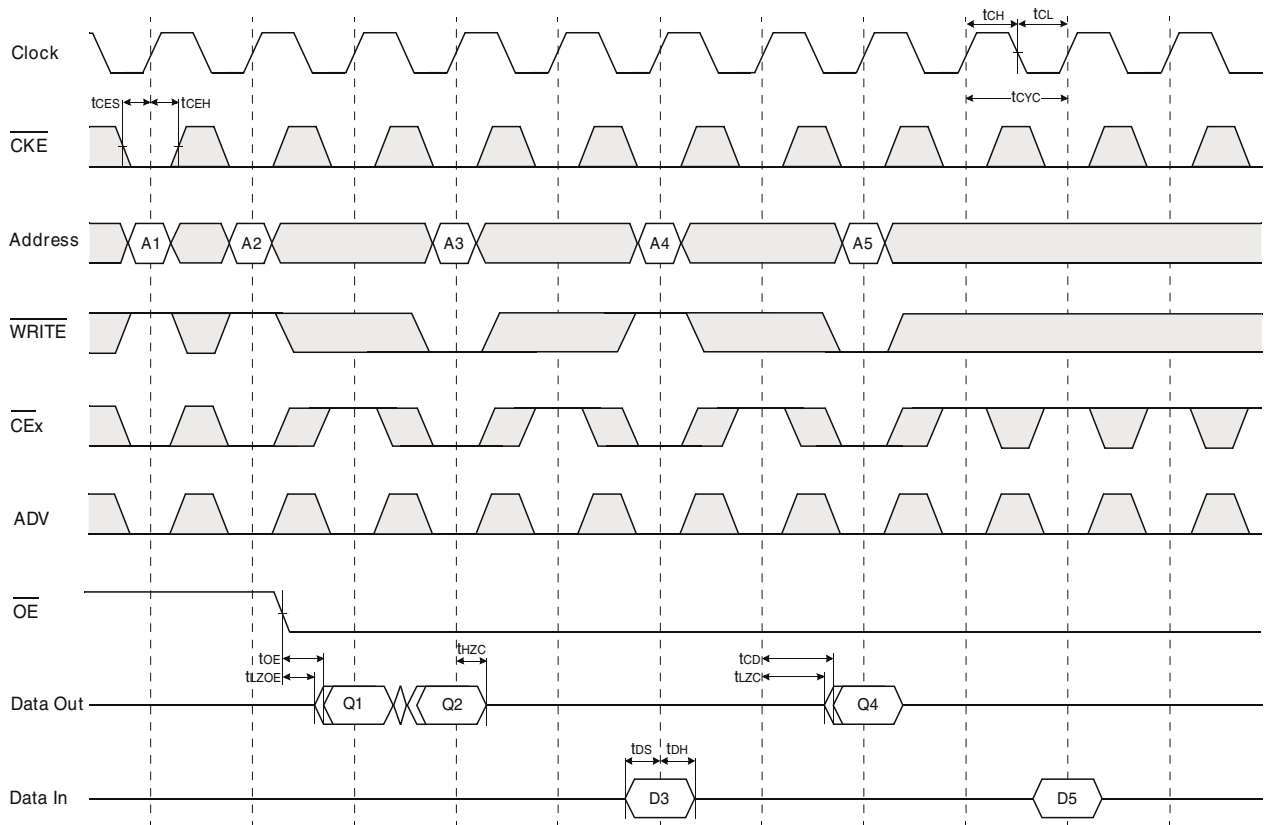 tCH tCL
Clock
tCES tCEH tCYC
CKE
Address A1 A2 A3 A4 A5
WRITE
CEx
ADV
OE
tOE tHZC tCD
tLZOE tLZC
Data Out Q1 Q2 Q4
tDS tDH
Data In D3 D5